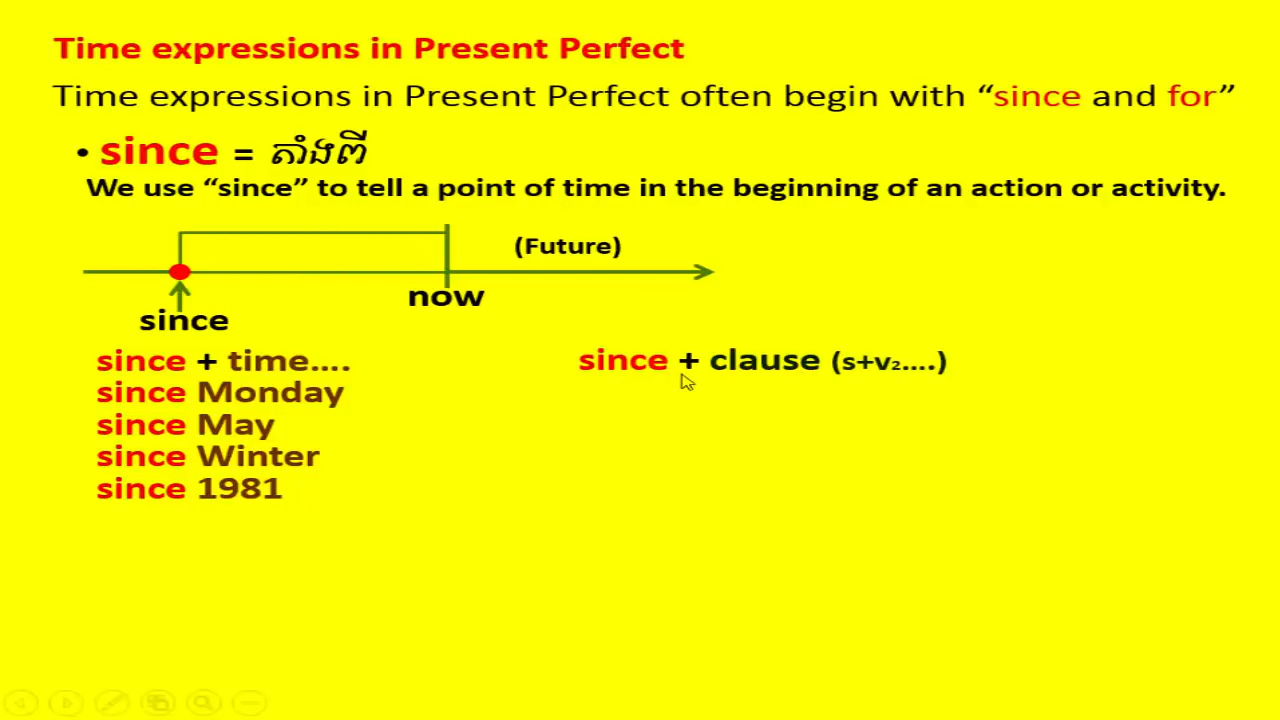 Time expressions in Present Perfect
Time expressions in Present Perfect often begin with “since and for”
• since = តាំងពី
We use “since” to tell a point of time in the beginning of an action or activity.
(Future)
now
since
since + time....
since Monday
since May
since Winter
since 1981
since + clause (s+v₂....)